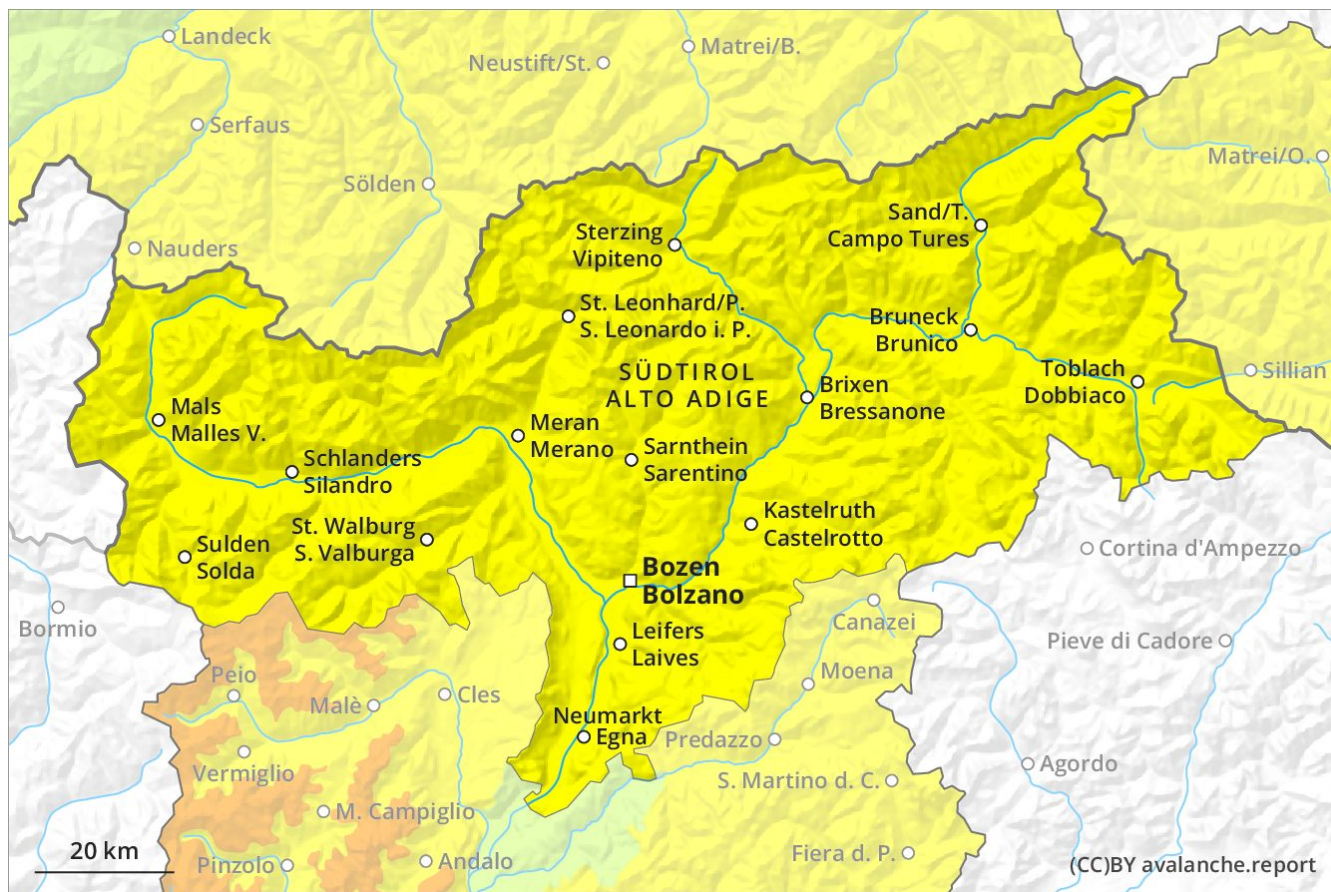 Landeck
Matrei/B.
Neustift/St.
Serfaus
Matrei/O.
Sölden
Sand/T.
Campo Tures
Sterzing
Vipiteno
Nauders
St. Leonhard/P.
S. Leonardo i. P.
Bruneck
Brunico
Toblach
Dobbiaco
Sillian
SÜDTIROL
ALTO ADIGE
Brixen
Bressanone
Mals
Malles V.
Meran
Merano
Schlanders
Silandro
Sarnthein
Sarentino
St. Walburg
S. Valburga
Kastelruth
Castelrotto
Sulden
Solda
Cortina d'Ampezzo
Bozen
Bolzano
Bormio
Canazei
Leifers
Laives
Pieve di Cadore
Peio
Moena
Malè
Cles
Neumarkt
Egna
Predazzo
Vermiglio
Agordo
S. Martino d. C.
M. Campiglio
20 km
Pinzolo
Andalo
Fiera d. P.
(CC)BY avalanche.report